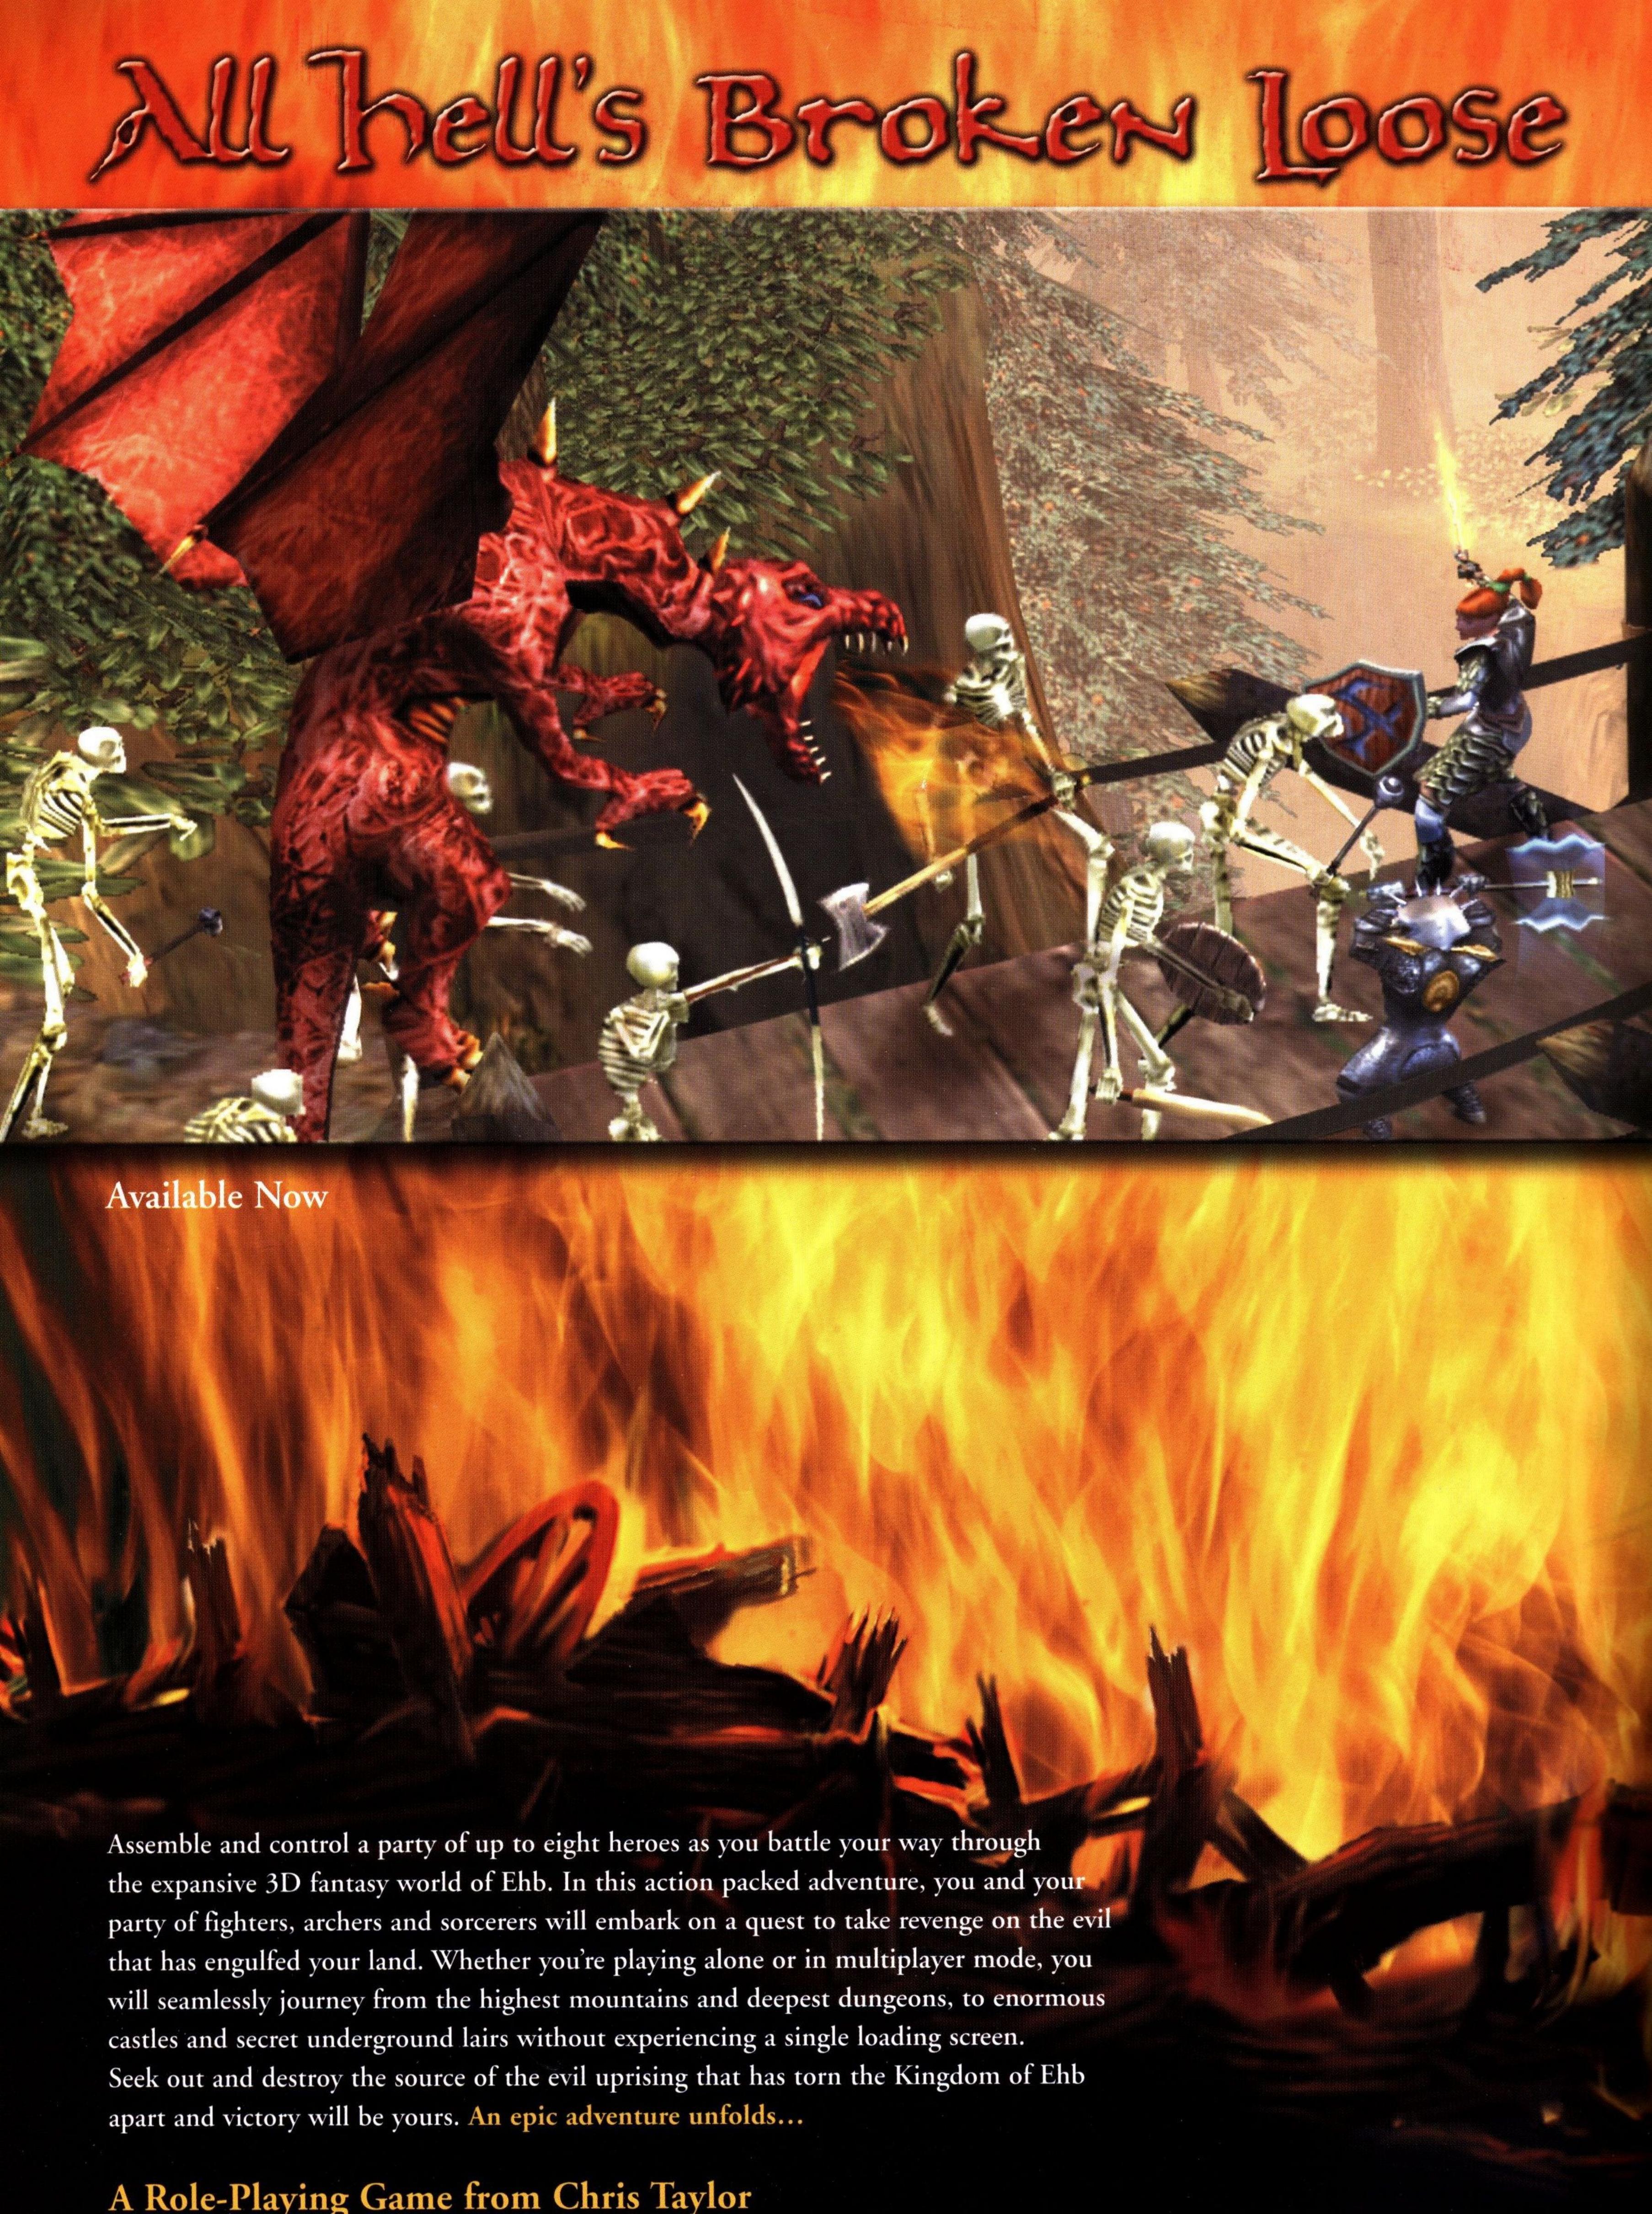 All hell's Broken Loose
Available Now
Assemble and control a party of up to eight heroes as you battle your way through
the expansive 3D fantasy world of Ehb. In this action packed adventure, you and your
party of fighters, archers and sorcerers will embark on a quest to take revenge on the evil
that has engulfed your land. Whether you're playing alone or in multiplayer mode, you
will seamlessly journey from the highest mountains and deepest dungeons, to enormous
castles and secret underground lairs without experiencing a single loading screen.
Seek out and destroy the source of the evil uprising that has torn the Kingdom of Ehb
apart and victory will be yours. An epic adventure unfolds...
A Role-Playing Game from Chris Taylor